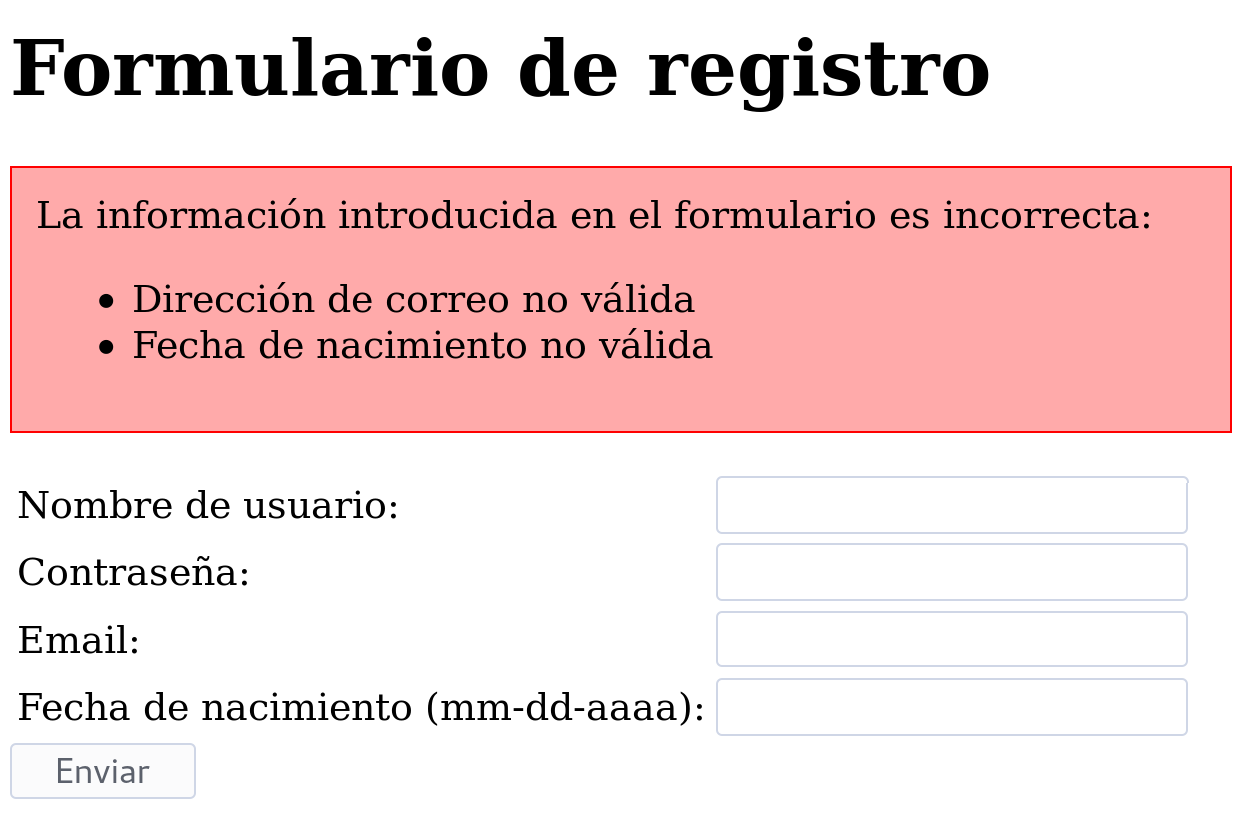 Formulario de registro
La información introducida en el formulario es incorrecta:
• Dirección de correo no válida
• Fecha de nacimiento no válida
Nombre de usuario:
Contraseña:
Email:
Fecha de nacimiento (mm-dd-aaaa):
Enviar